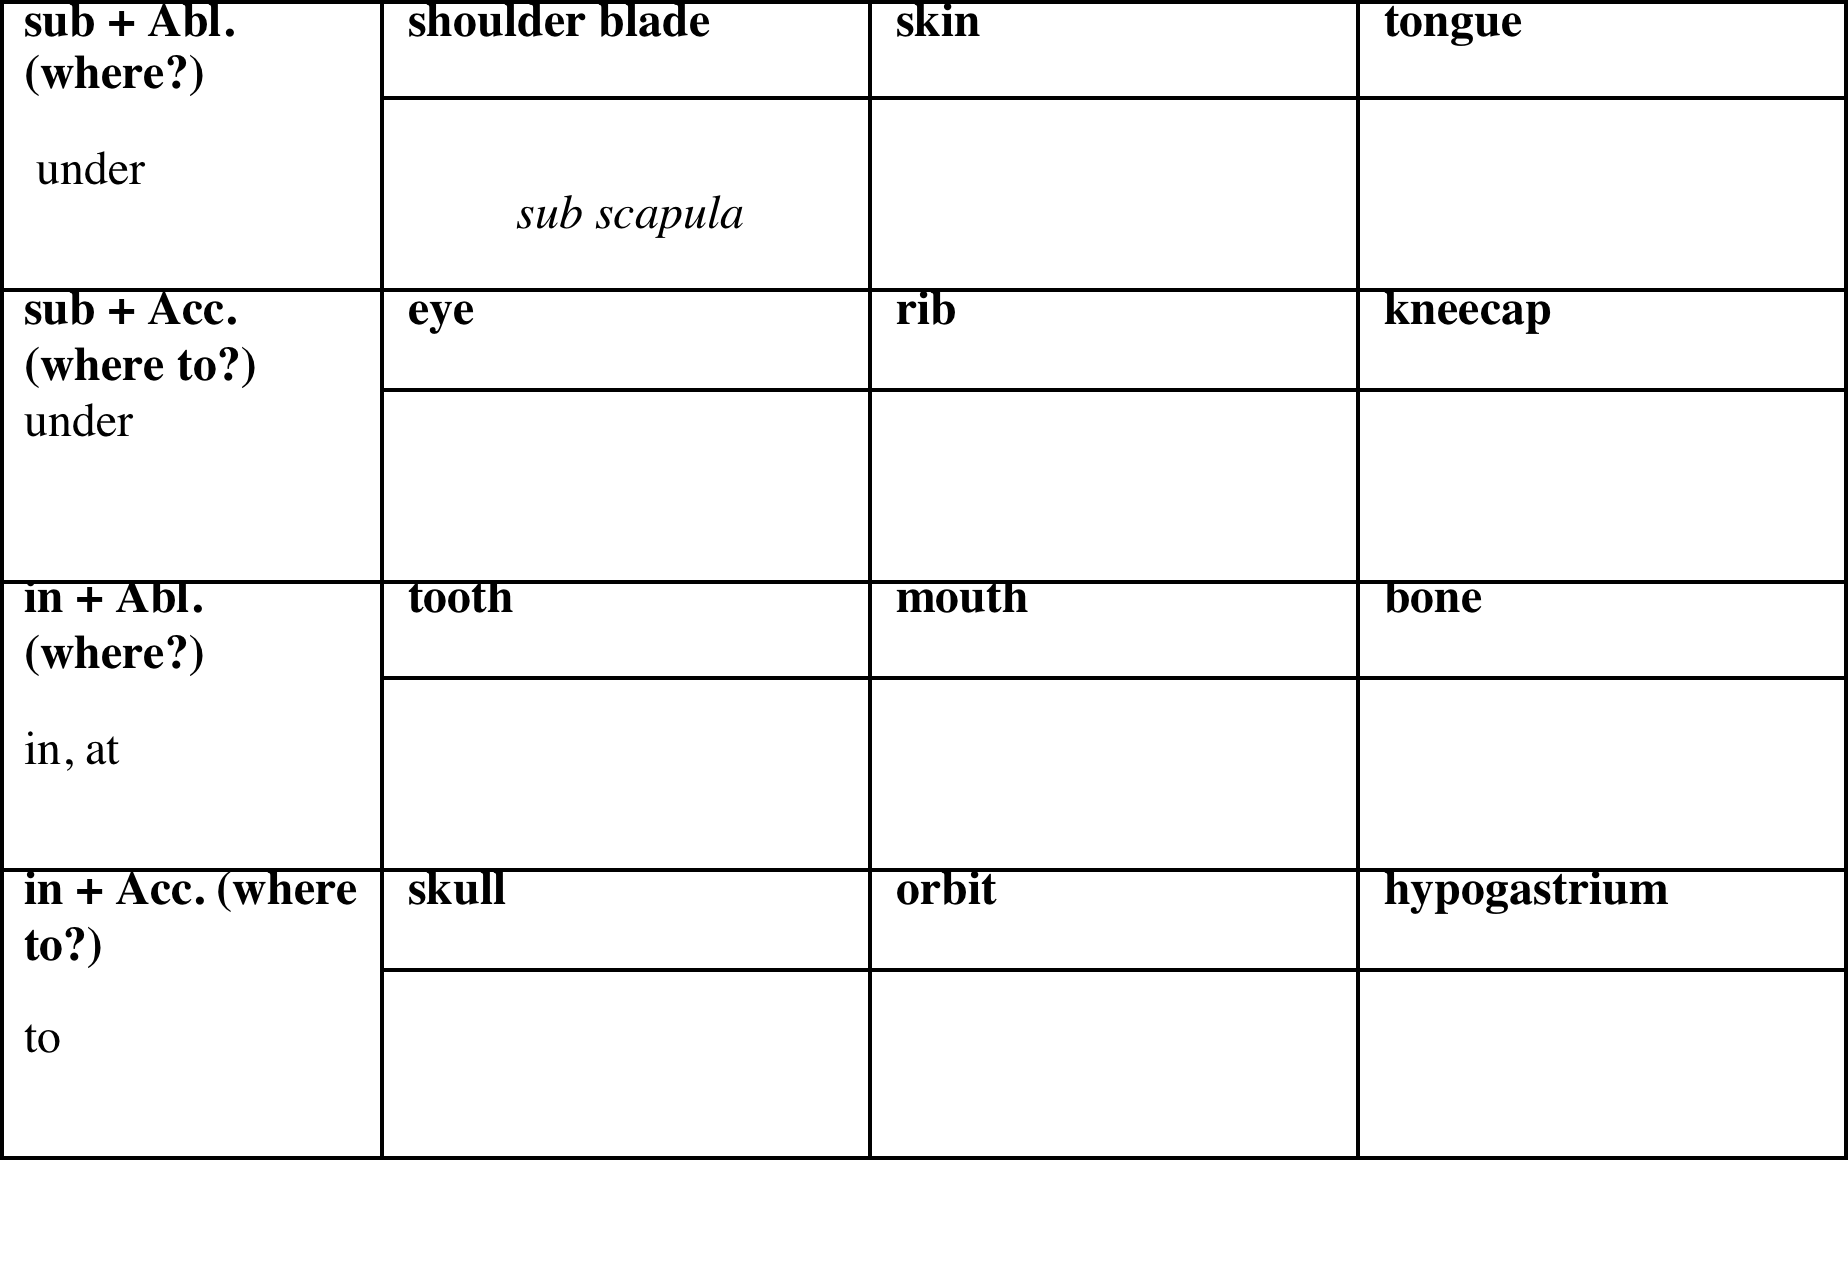 sub + Abl.
(where?)
under
shoulder blade
skin
tongue
sub scapula
sub + Acc.
(where to?)
under
eye
rib
kneecap
in + Abl.
(where?)
in, at
tooth
mouth
bone
in + Acc. (where
to?)
to
skull
orbit
hypogastrium